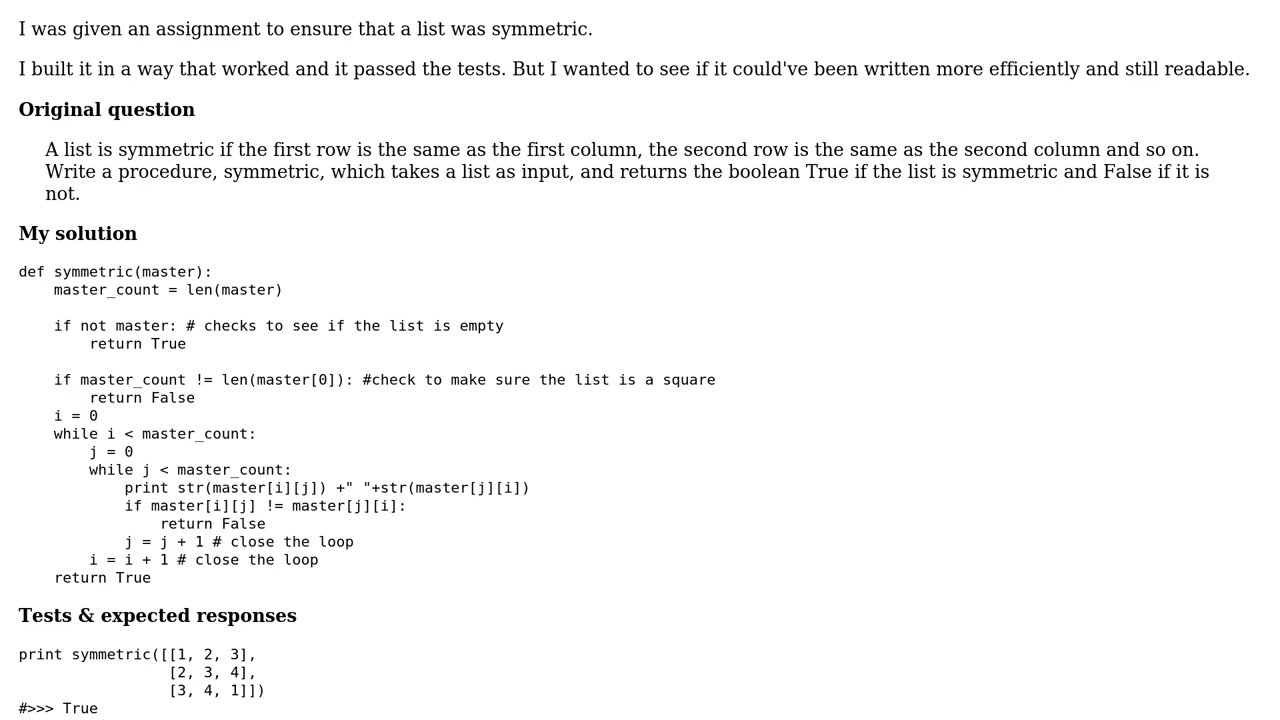 I was given an assignment to ensure that a list was symmetric.
I built it in a way that worked and it passed the tests. But I wanted to see if it could've been written more efficiently and still readable.
Original question
A list is symmetric if the first row is the same as the first column, the second row is the same as the second column and so on.
Write a procedure, symmetric, which takes a list as input, and returns the boolean True if the list is symmetric and False if it is
not.
My solution
def symmetric(master):
    master_count = len(master)
    if not master: # checks to see if the list is empty
        return True
    if master_count != len(master[0]): #check to make sure the list is a square
        return False
    i = 0
    while i < master_count:
        j = 0
        while j < master_count:
            print str(master[i][j]) +" "+str(master[j][i])
            if master[i][j] != master[j][i]:
                return False
            j = j + 1 # close the loop
        i = i + 1 # close the loop
    return True
Tests & expected responses
print symmetric([[1, 2, 3],
                 [2, 3, 4],
                 [3, 4, 1]])
#>>> True